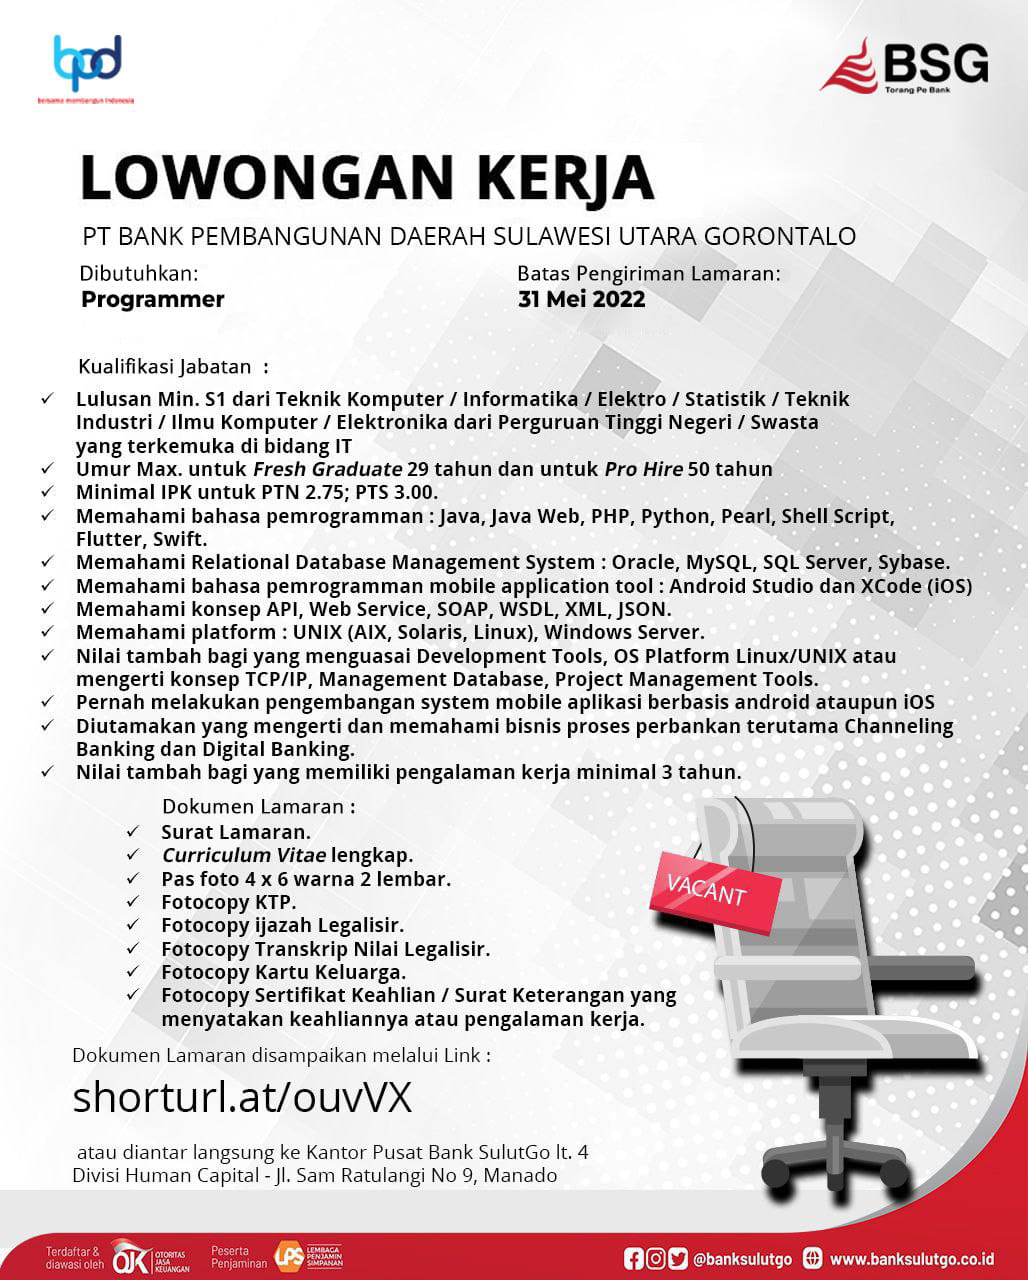 bpd
bersama membangun Indonesia
BSG
Torang Pe Bank
LOWONGAN KERJA
PT BANK PEMBANGUNAN DAERAH SULAWESI UTARA GORONTALO
Dibutuhkan:
Programmer
Batas Pengiriman Lamaran:
31 Mei 2022
Kualifikasi Jabatan :
✓ Lulusan Min. S1 dari Teknik Komputer / Informatika / Elektro / Statistik / Teknik
Industri / Ilmu Komputer / Elektronika dari Perguruan Tinggi Negeri / Swasta
yang terkemuka di bidang IT
✓ Umur Max. untuk Fresh Graduate 29 tahun dan untuk Pro Hire 50 tahun
✓ Minimal IPK untuk PTN 2.75; PTS 3.00.
✓ Memahami bahasa pemrogramman : Java, Java Web, PHP, Python, Pearl, Shell Script,
Flutter, Swift.
✓ Memahami Relational Database Management System : Oracle, MySQL, SQL Server, Sybase.
✓ Memahami bahasa pemrogramman mobile application tool : Android Studio dan XCode (iOS)
✓ Memahami konsep API, Web Service, SOAP, WSDL, XML, JSON.
✓ Memahami platform : UNIX (AIX, Solaris, Linux), Windows Server.
✓ Nilai tambah bagi yang menguasai Development Tools, OS Platform Linux/UNIX atau
mengerti konsep TCP/IP, Management Database, Project Management Tools.
✓ Pernah melakukan pengembangan system mobile aplikasi berbasis android ataupun iOS
✓ Diutamakan yang mengerti dan memahami bisnis proses perbankan terutama Channeling
Banking dan Digital Banking.
✓ Nilai tambah bagi yang memiliki pengalaman kerja minimal 3 tahun.
Dokumen Lamaran :
✓ Surat Lamaran.
✓ Curriculum Vitae lengkap.
✓ Pas foto 4 x 6 warna 2 lembar.
✓ Fotocopy KTP.
✓ Fotocopy ijazah Legalisir.
✓ Fotocopy Transkrip Nilai Legalisir.
✓ Fotocopy Kartu Keluarga.
✓ Fotocopy Sertifikat Keahlian / Surat Keterangan yang
menyatakan keahliannya atau pengalaman kerja.
VACANT
Dokumen Lamaran disampaikan melalui Link :
shorturl.at/ouvVX
atau diantar langsung ke Kantor Pusat Bank SulutGo lt. 4
Divisi Human Capital - Jl. Sam Ratulangi No 9, Manado
Terdaftar &
diawasi oleh
OJK
OTORITAS
JASA
KEUANGAN
Peserta
Penjaminan
LPS
LEMBAGA
PENJAMIN
SIMPANAN
@banksulutgo
www.banksulutgo.co.id